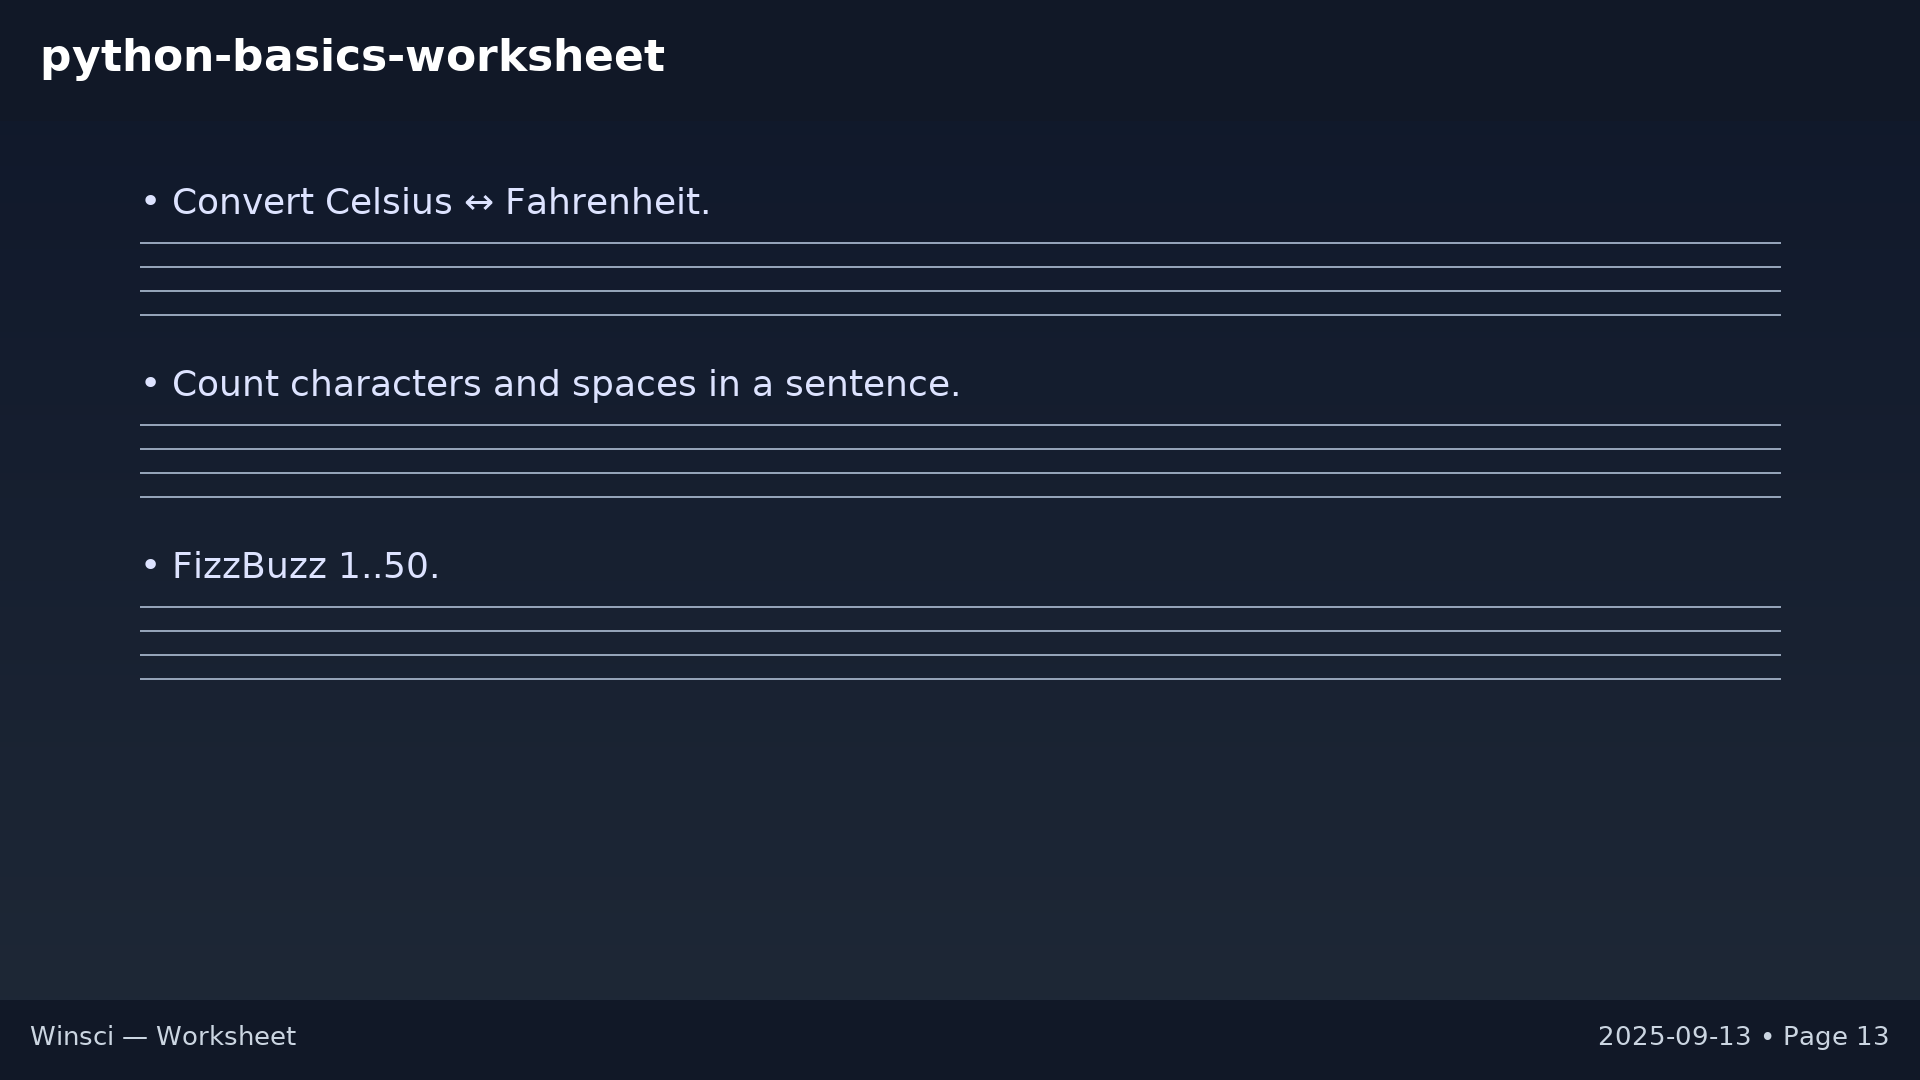 python-basics-worksheet
• Convert Celsius ↔ Fahrenheit.
• Count characters and spaces in a sentence.
• FizzBuzz 1..50.
Winsci — Worksheet
2025-09-13 • Page 13